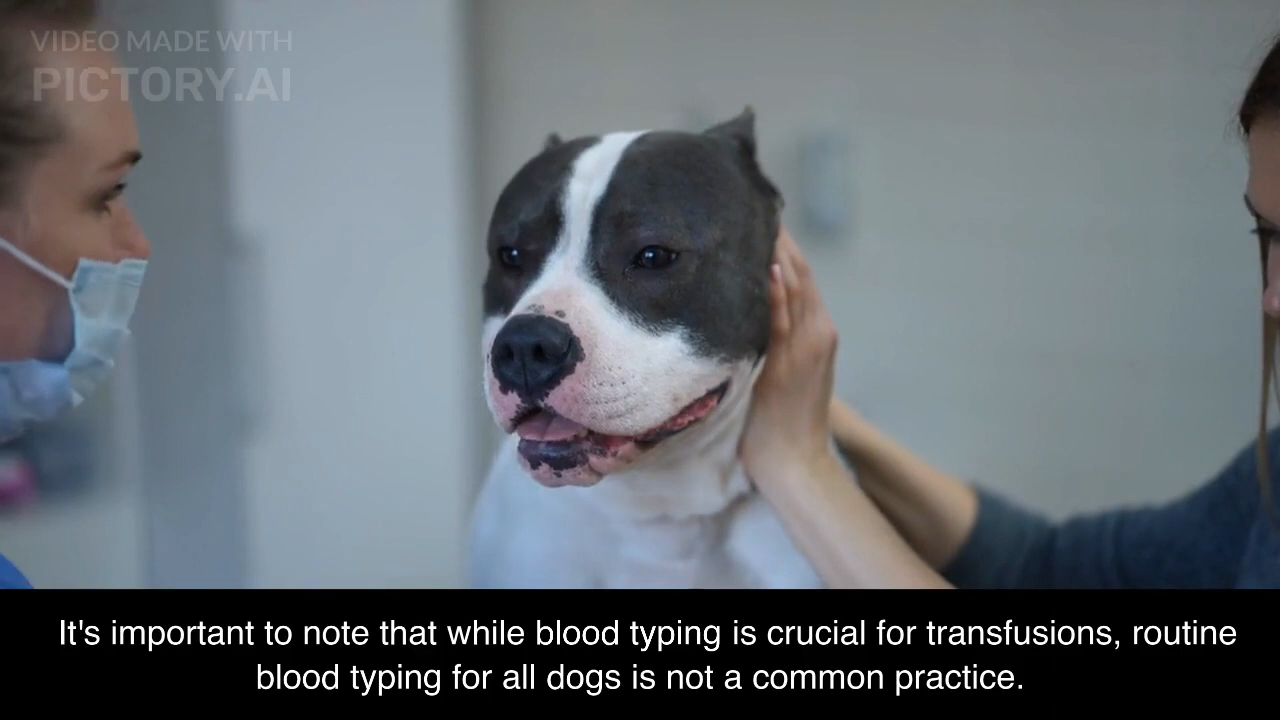 VIDEO MADE WITH
PICTORY.AI
It's important to note that while blood typing is crucial for transfusions, routine
blood typing for all dogs is not a common practice.